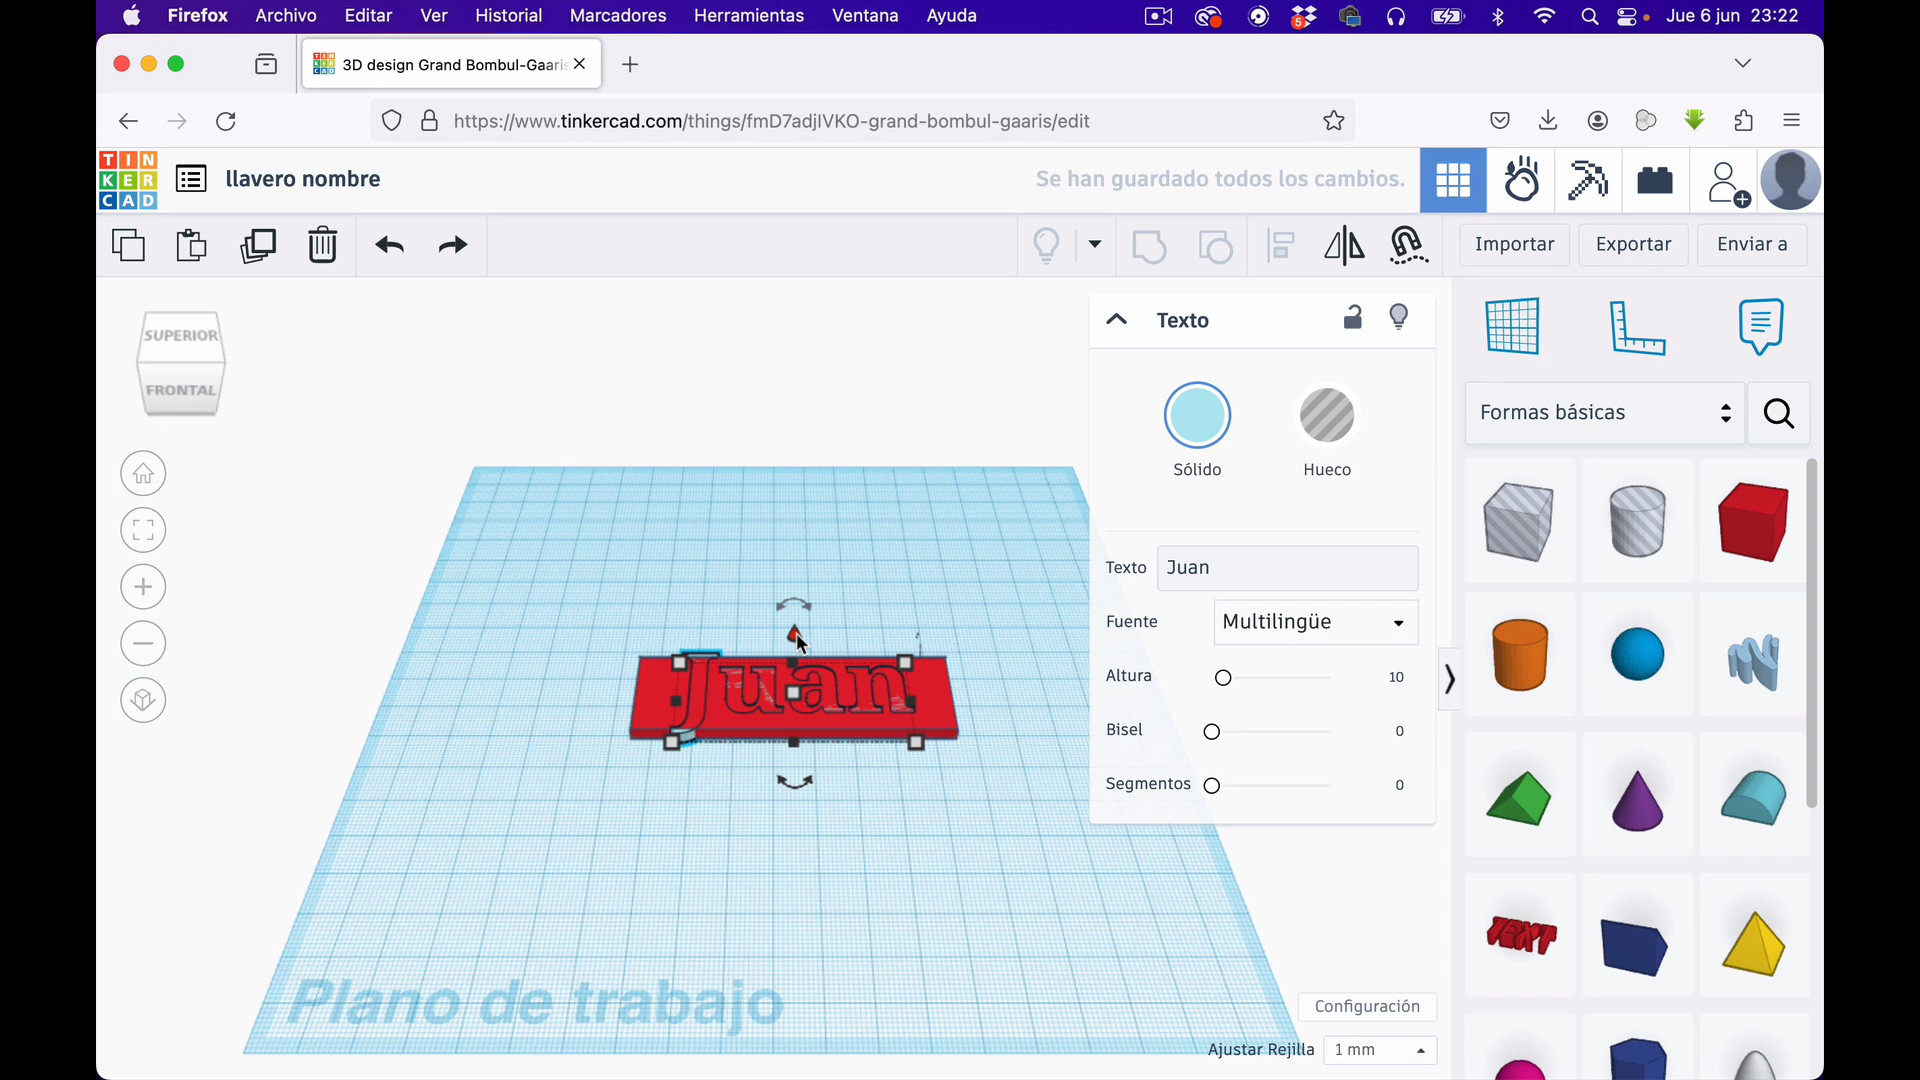 Firefox Archivo Editar Ver Historial Marcadores Herramientas Ventana Ayuda
5
Jue 6 jun 23:22
3D design Grand Bombul-Gaaris
https://www.tinkercad.com/things/fmD7adjlVKO-grand-bombul-gaaris/edit
TIN
KER
CAD
llavero nombre
Se han guardado todos los cambios.
Importar
Exportar
Enviar a
SUPERIOR
FRONTAL
Texto
Sólido
Hueco
Texto Juan
Fuente Multilingüe
Altura 10
Bisel 0
Segmentos 0
Formas básicas
Juan
TEXT
Plano de trabajo
Configuración
Ajustar Rejilla 1 mm